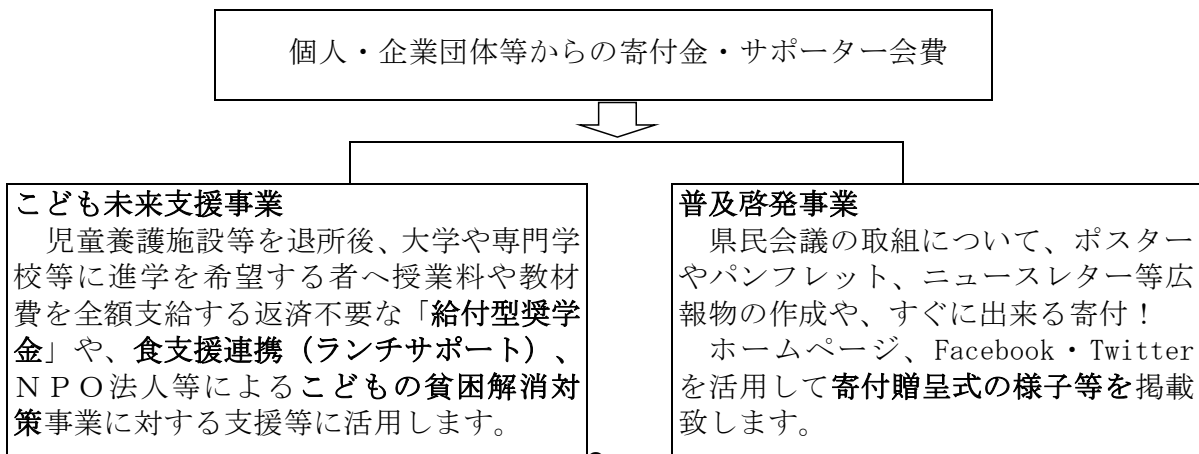 個人・企業団体等からの寄付金・サポーター会費
こども未来支援事業
児童養護施設等を退所後、大学や専門学
校等に進学を希望する者へ授業料や教材
費を全額支給する返済不要な「給付型奨学
金」や、食支援連携（ランチサポート）、
ＮＰＯ法人等によるこどもの貧困解消対
策事業に対する支援等に活用します。
普及啓発事業
県民会議の取組について、ポスター
やパンフレット、ニュースレター等広
報物の作成や、すぐに出来る寄付！
ホームページ、Facebook・Twitter
を活用して寄付贈呈式の様子等を掲載
致します。